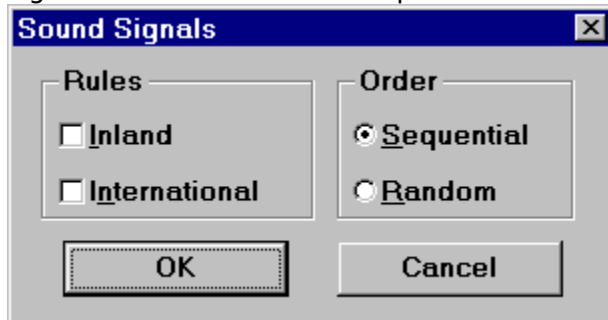 Sound Signals
Rules
Inland
International
Order
Sequential
Random
OK
Cancel